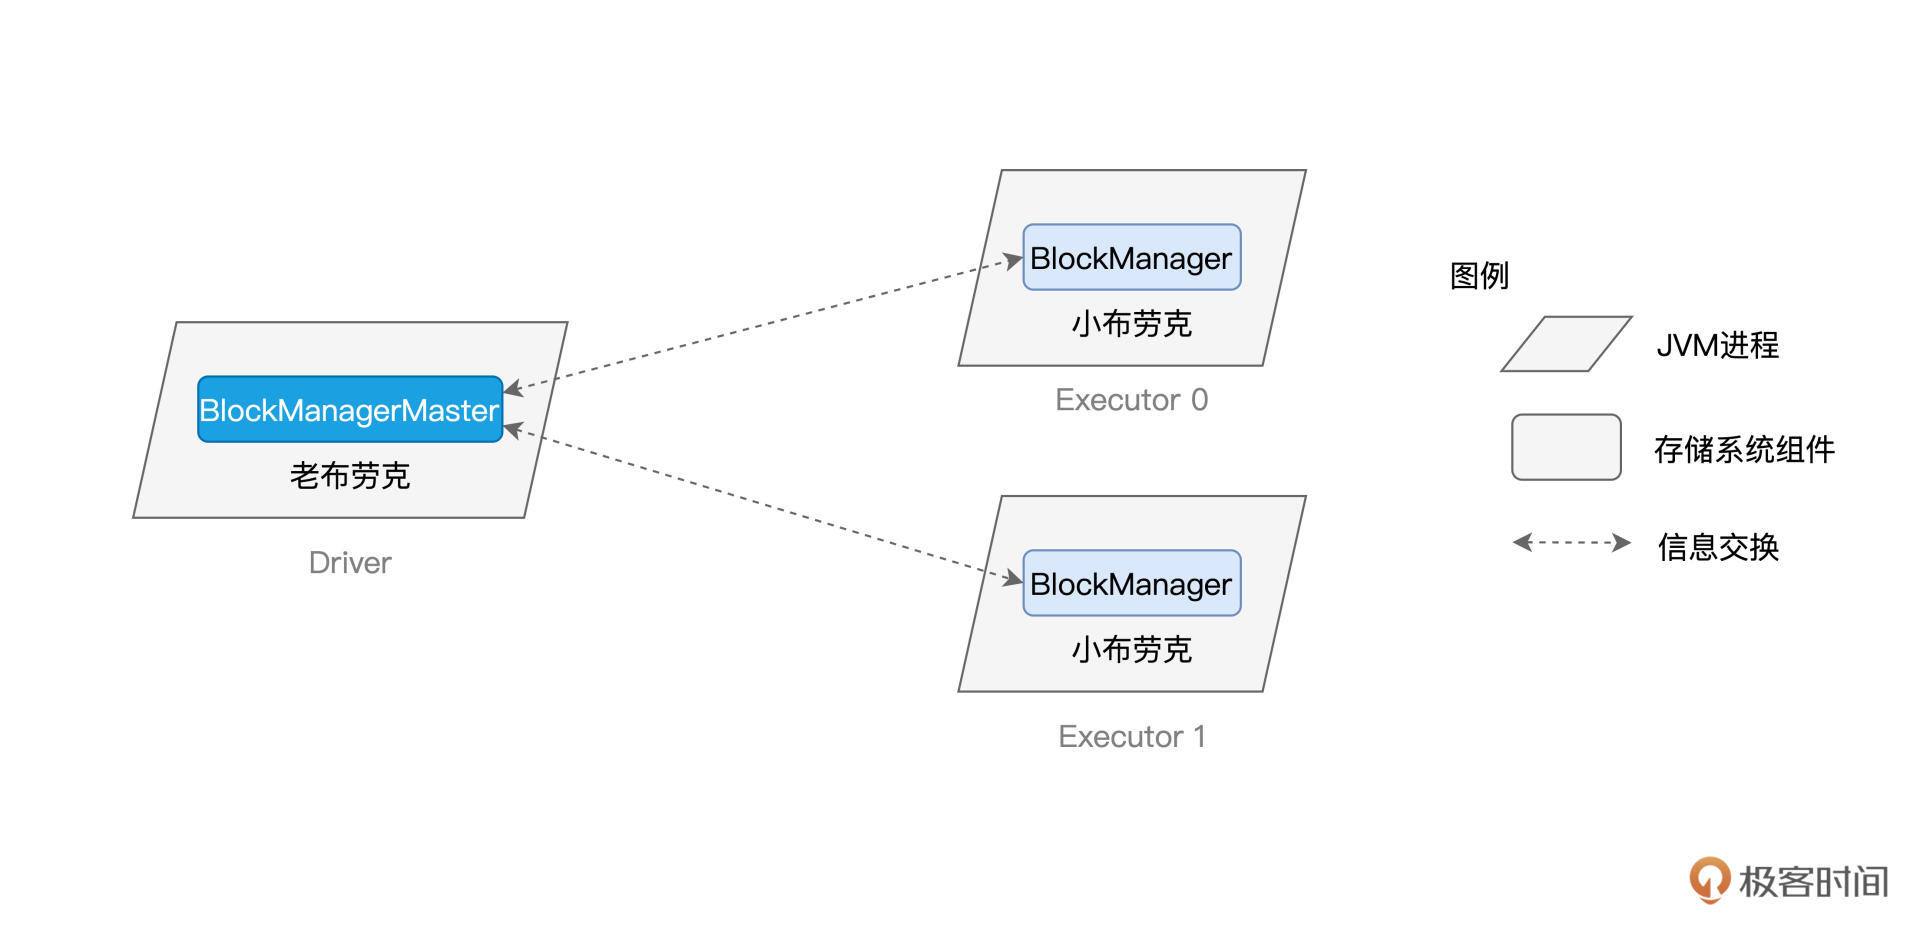 BlockManagerMaster
老布劳克
Driver
BlockManager
小布劳克
Executor 0
BlockManager
小布劳克
Executor 1
图例
JVM进程
存储系统组件
信息交换
极客时间